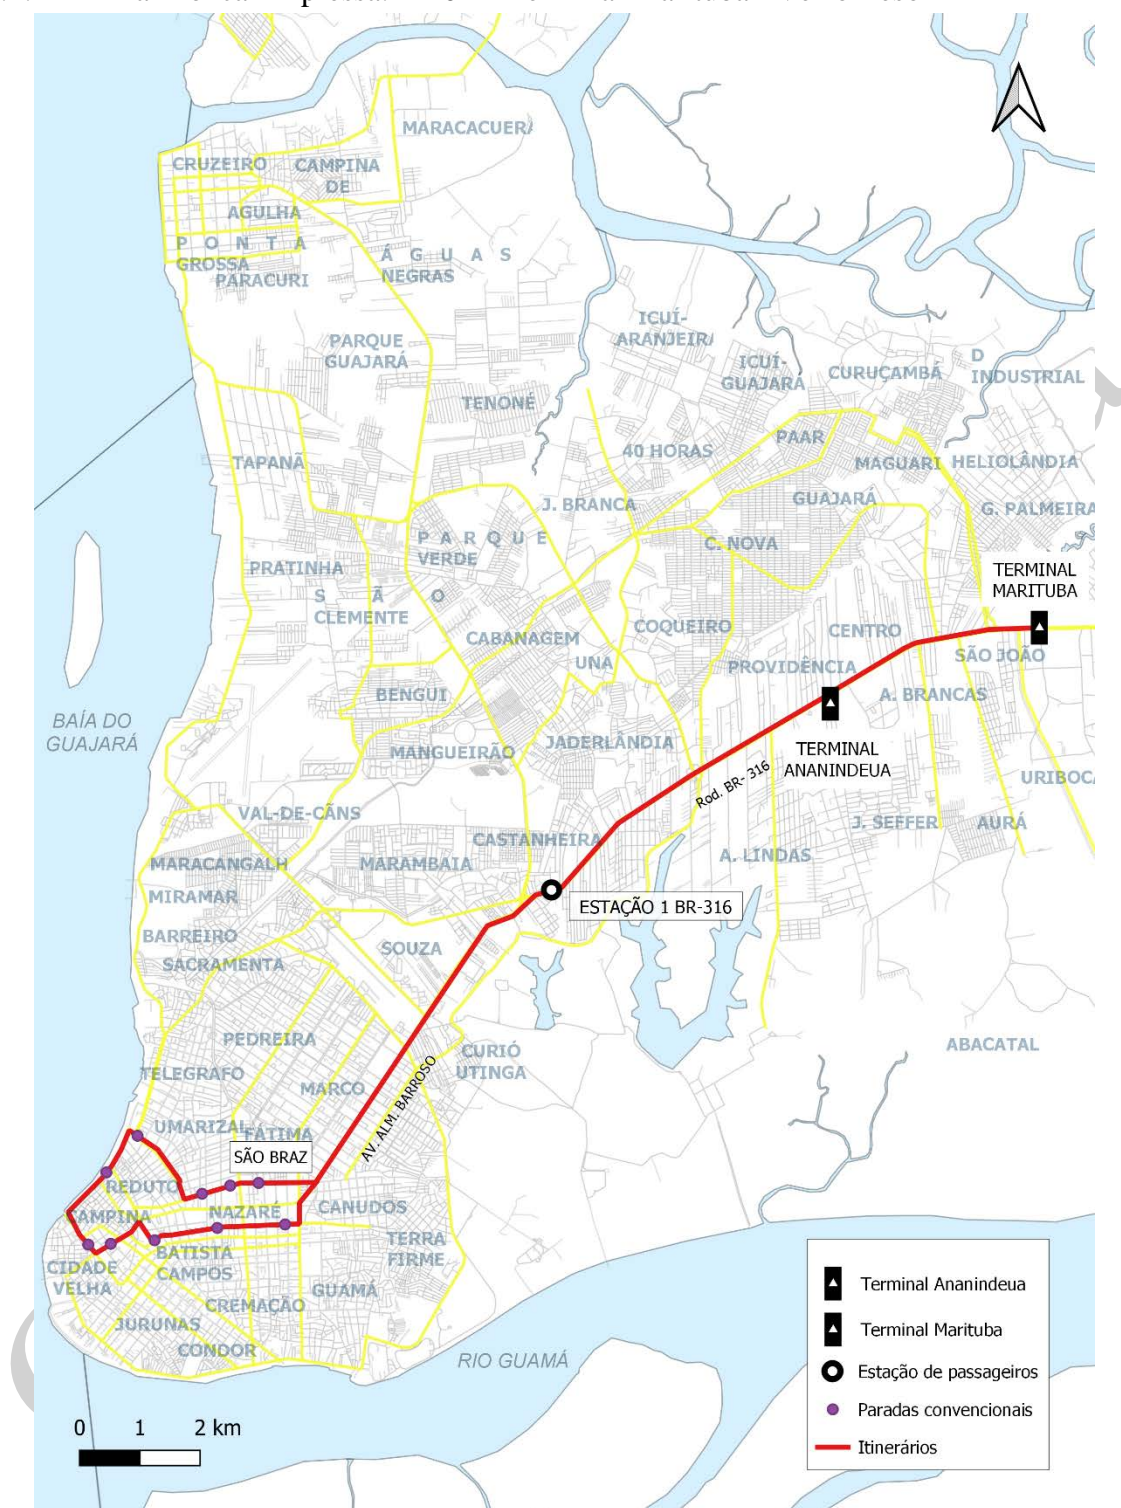 MARACACUERA
CRUZEIRO
CAMPINA
DE
AGULHA
P O N T A
GROSSA
PARACURI
Á G U A S
NEGRAS
ICUÍ-
ARANJEIRA
PARQUE
GUAJARÁ
ICUÍ-
GUAJARÁ
CURUÇAMBÁ
D
INDUSTRIAL
TENONÉ
PAAR
40 HORAS
TAPANÃ
MAGUARI
HELIOLÂNDIA
J. BRANCA
GUAJARÁ
G. PALMEIRA
P A R Q U E
VERDE
C. NOVA
PRATINHA
TERMINAL
MARITUBA
S Ã O
CLEMENTE
CABANAGEM
COQUEIRO
CENTRO
UNA
PROVIDÊNCIA
SÃO JOÃO
BENGUI
A. BRANCAS
BAÍA DO
GUAJARÁ
MANGUEIRÃO
JADERLÂNDIA
TERMINAL
ANANINDEUA
Rod. BR- 316
URIBOCA
VAL-DE-CÃNS
CASTANHEIRA
J. SEFFER
AURÁ
MARACANGALH
MARAMBAIA
A. LINDAS
MIRAMAR
ESTAÇÃO 1 BR-316
BARREIRO
SOUZA
SACRAMENTA
PEDREIRA
CURIÓ
UTINGA
ABACATAL
TELEGRAFO
MARCO
AV. ALM. BARROSO
UMARIZAL
FÁTIMA
SÃO BRAZ
REDUTO
CAMPINA
NAZARÉ
CANUDOS
BATISTA
CAMPOS
TERRA
FIRME
CIDADE
VELHA
GUAMÁ
CREMAÇÃO
JURUNAS
CONDOR
RIO GUAMÁ
Terminal Ananindeua
Terminal Marituba
Estação de passageiros
Paradas convencionais
Itinerários
0 1 2 km